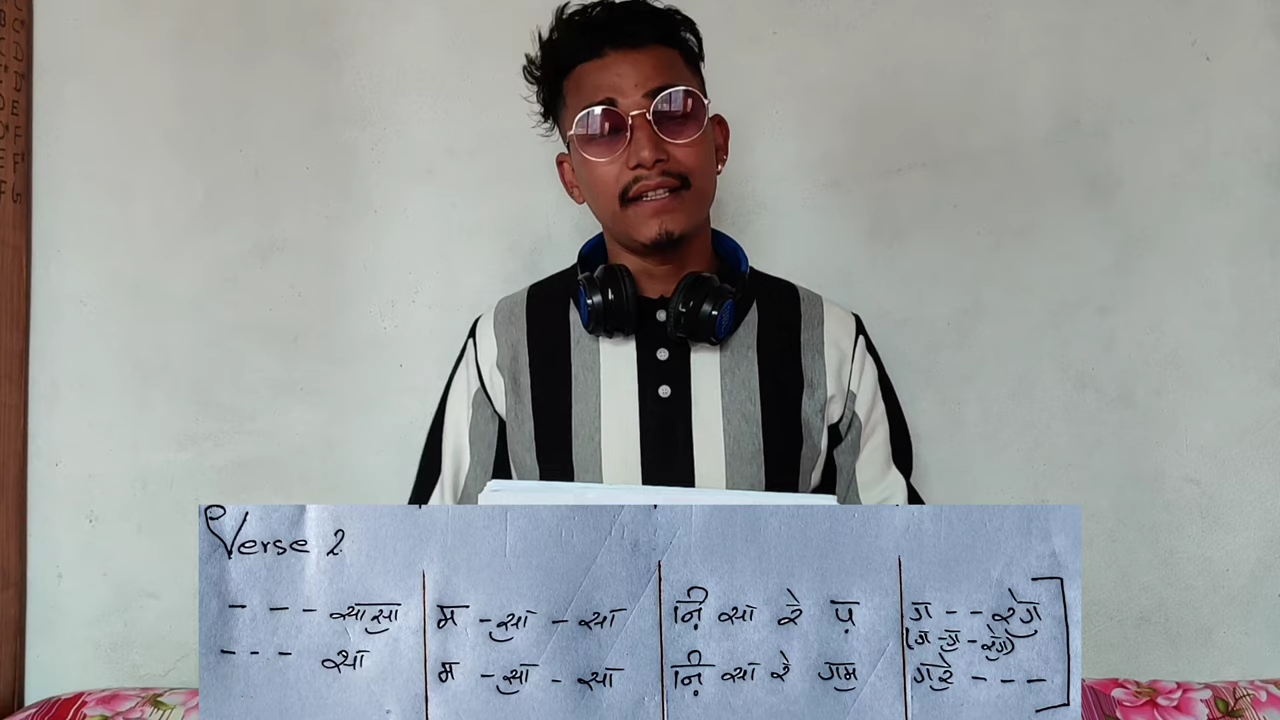 Verse 2
- - - सासा | म - सा - सा | नि़ सा रे प़ | ग - - रेग
(ग -ग - रेग)
- - - सा | म - सा - सा | नि़ सा रे गम | गरे - - -